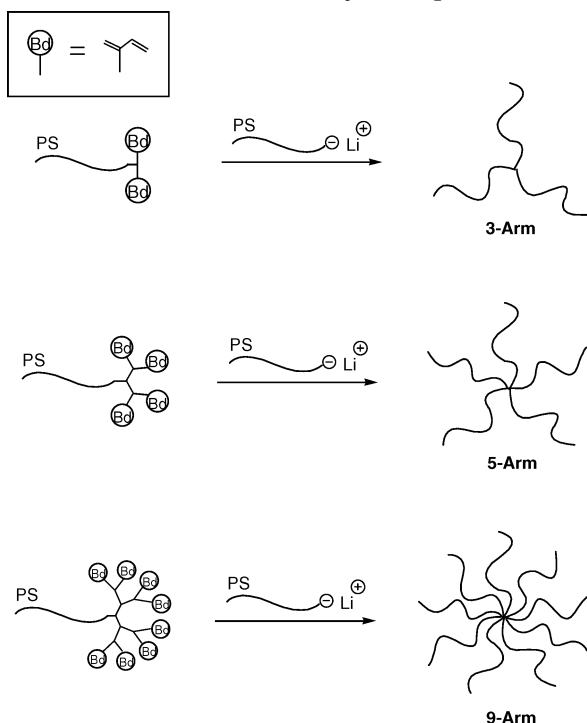 Bd =
PS Bd Bd
PS ⊖ Li ⊕
3-Arm
PS Bd Bd Bd Bd
PS ⊖ Li ⊕
5-Arm
PS Bd Bd Bd Bd Bd Bd Bd Bd
PS ⊖ Li ⊕
9-Arm